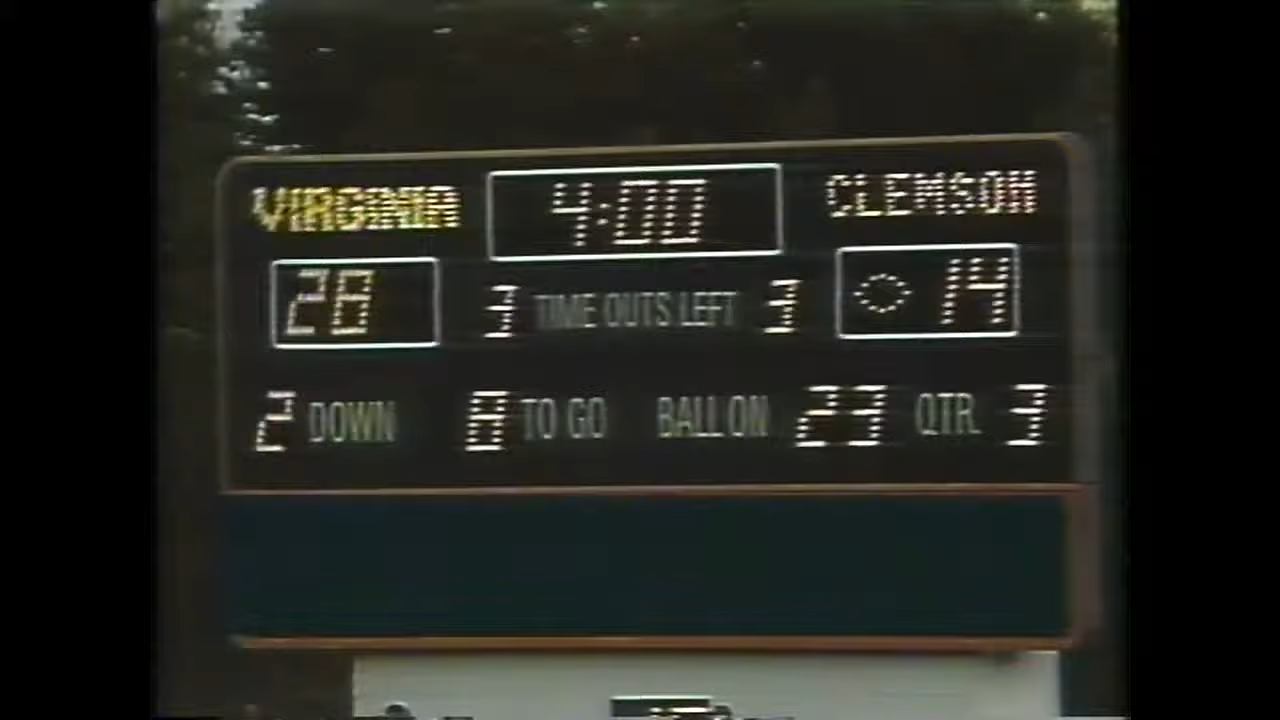 VIRGINIA 4:00 CLEMSON
28 3 TIME OUTS LEFT 3 14
2 DOWN 8 TO GO BALL ON 23 QTR 3